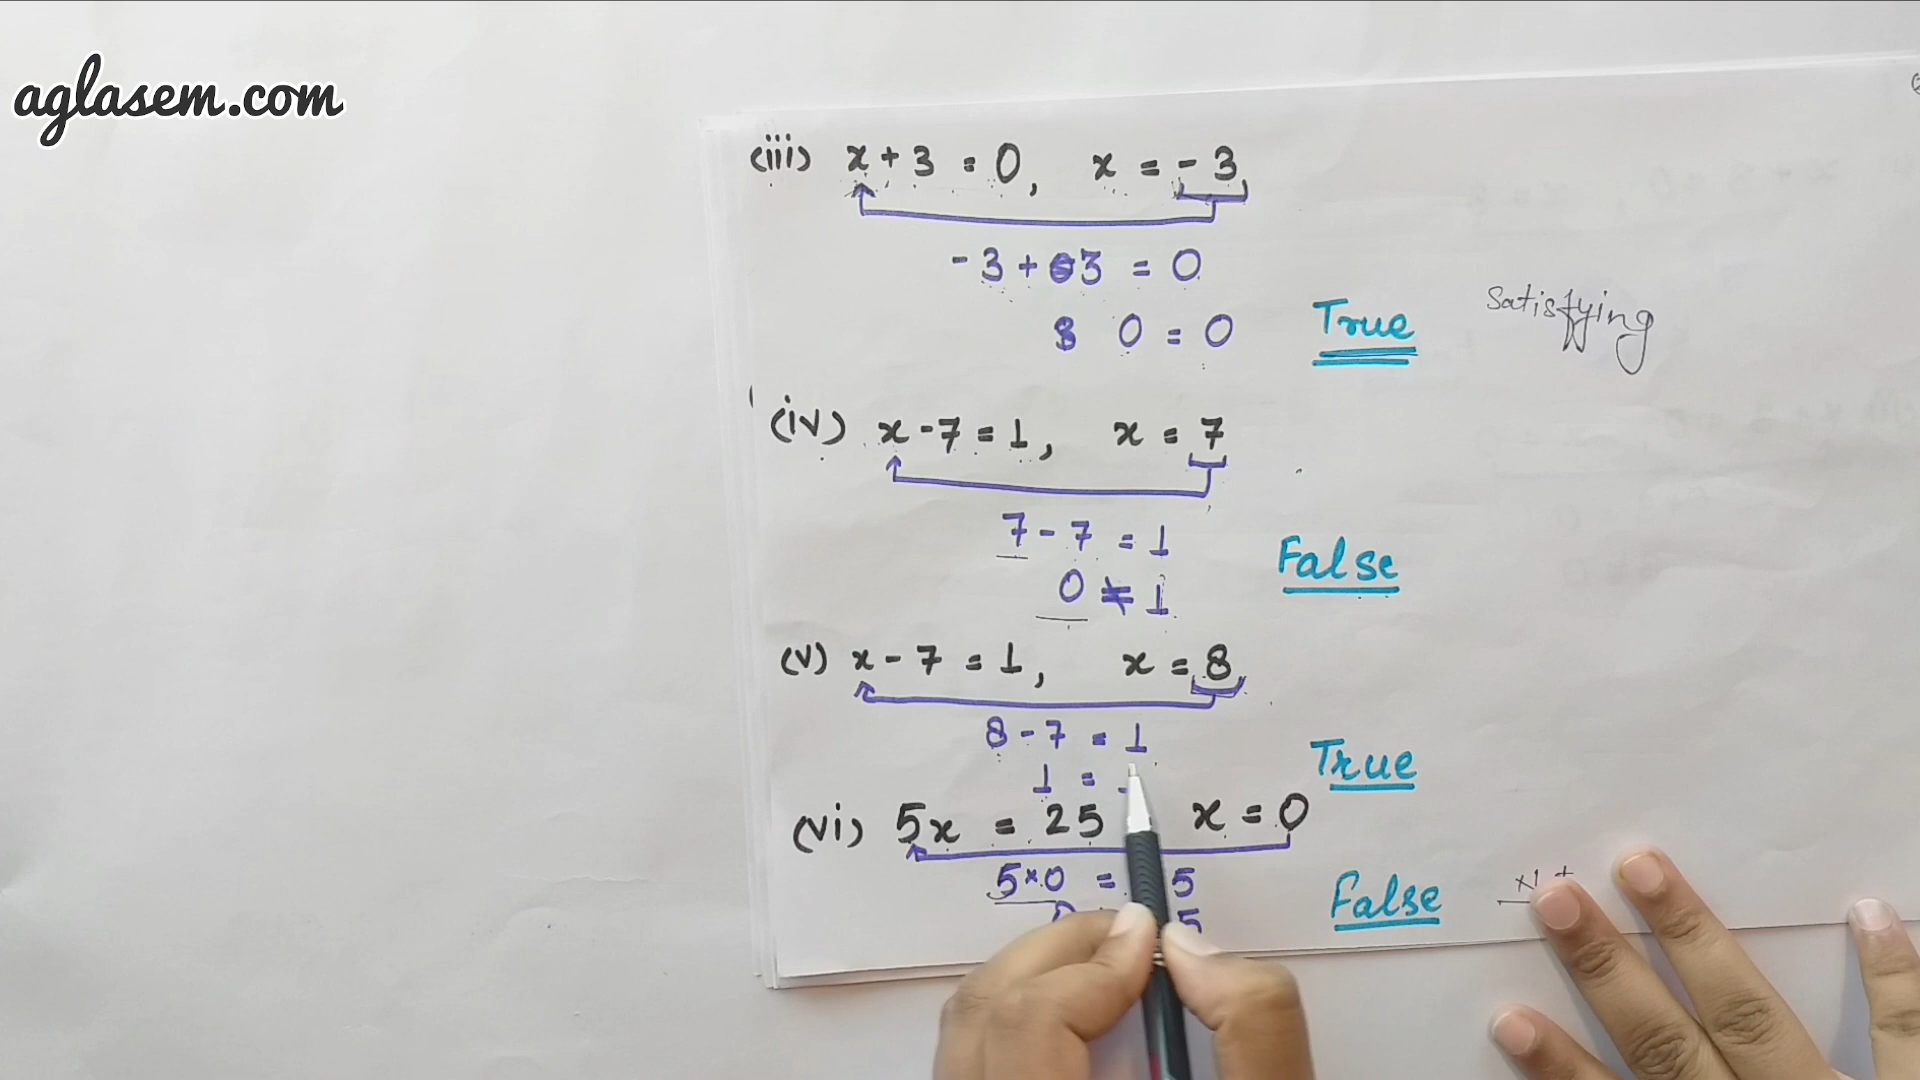 aglasem.com
(iii) x + 3 = 0, x = -3
-3 + 3 = 0
0 = 0 True Satisfying
(iv) x - 7 = 1, x = 7
7 - 7 = 1 False
0 ≠ 1
(v) x - 7 = 1, x = 8
8 - 7 = 1
1 = True
(vi) 5x = 25 x = 0
5×0 = 5 False
5